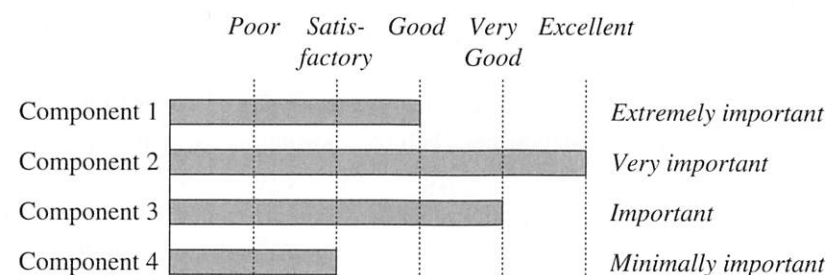 Poor Satis- Good Very Excellent
factory Good
Component 1 Extremely important
Component 2 Very important
Component 3 Important
Component 4 Minimally important